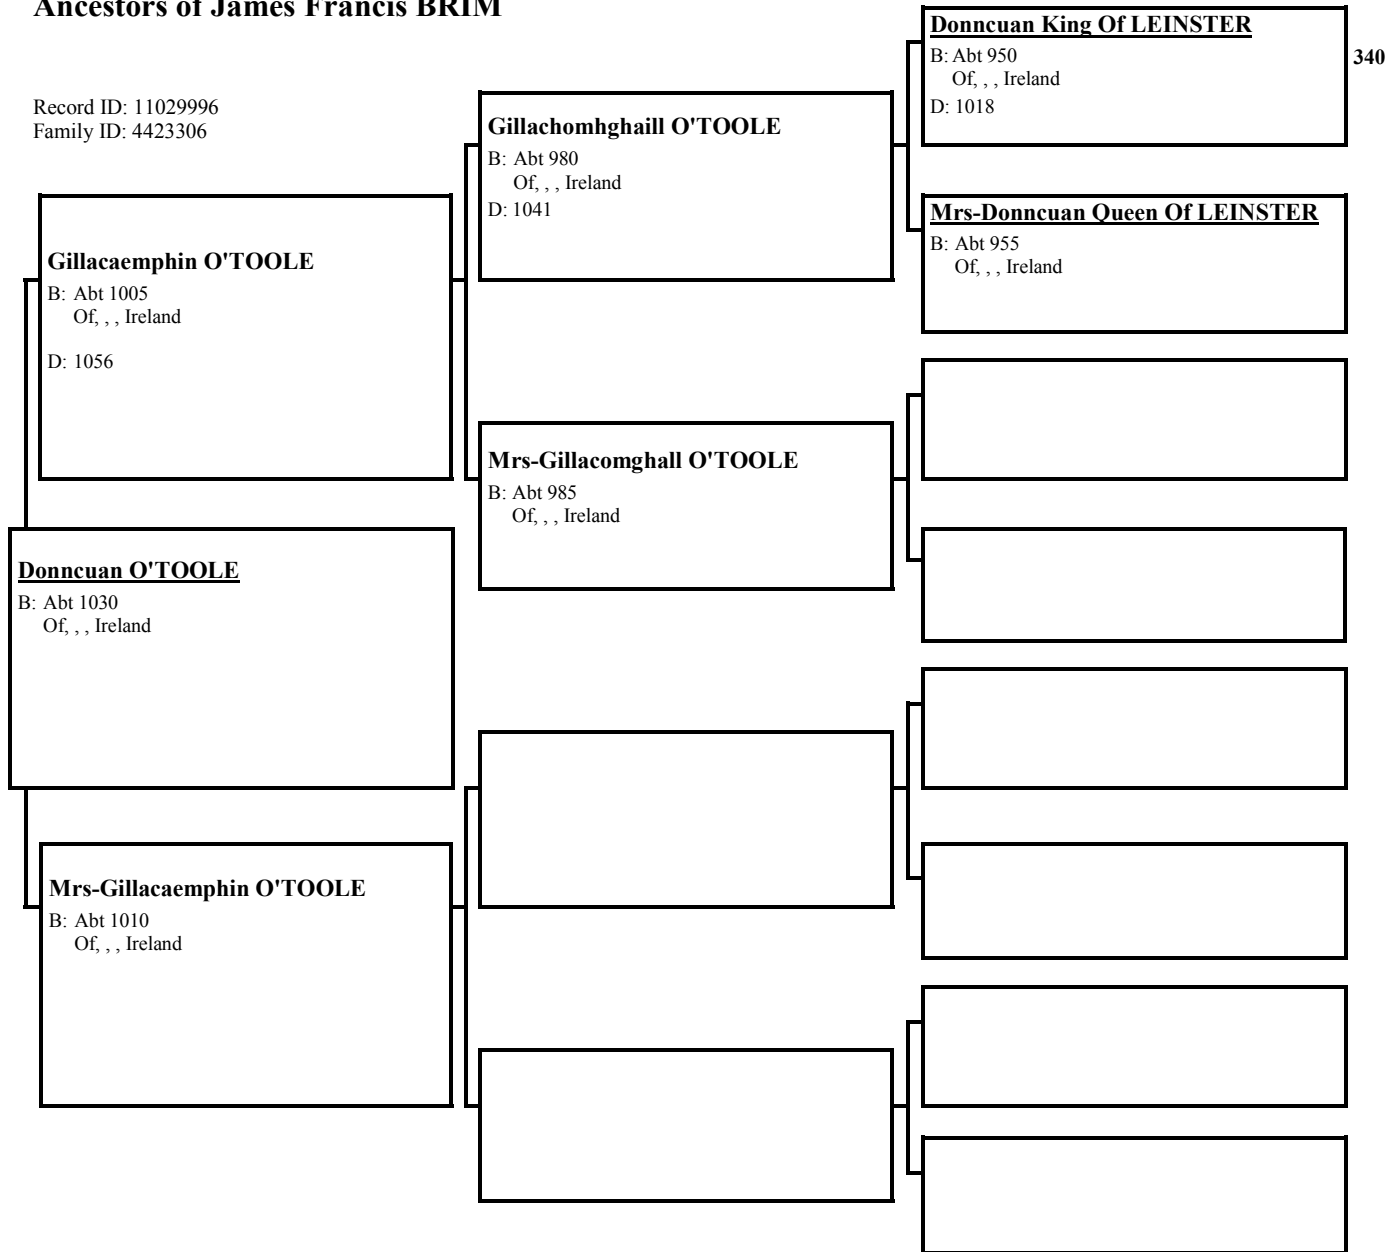 Ancestors of James Francis BRIM
Record ID: 11029996
Family ID: 4423306
Donncuan King Of LEINSTER
B: Abt 950
Of, , , Ireland
D: 1018
340
Gillachomhghaill O'TOOLE
B: Abt 980
Of, , , Ireland
D: 1041
Mrs-Donncuan Queen Of LEINSTER
B: Abt 955
Of, , , Ireland
Gillacaemphin O'TOOLE
B: Abt 1005
Of, , , Ireland
D: 1056
Mrs-Gillacomghall O'TOOLE
B: Abt 985
Of, , , Ireland
Donncuan O'TOOLE
B: Abt 1030
Of, , , Ireland
Mrs-Gillacaemphin O'TOOLE
B: Abt 1010
Of, , , Ireland